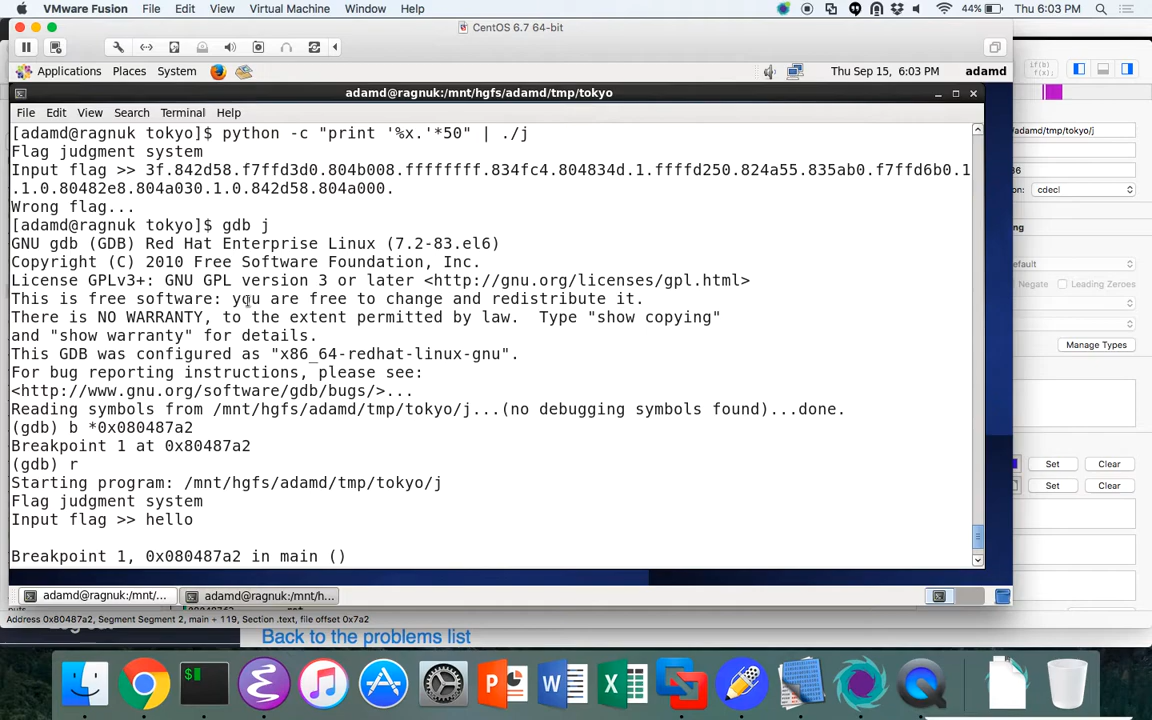 VMware Fusion File Edit View Virtual Machine Window Help 44% Thu 6:03 PM
CentOS 6.7 64-bit
Applications Places System Thu Sep 15, 6:03 PM adamd
adamd@ragnuk:/mnt/hgfs/adamd/tmp/tokyo
File Edit View Search Terminal Help
[adamd@ragnuk tokyo]$ python -c "print '%x.'*50" | ./j
Flag judgment system
Input flag >> 3f.842d58.f7ffd3d0.804b008.ffffffff.834fc4.804834d.1.ffffd250.824a55.835ab0.f7ffd6b0.1
.1.0.80482e8.804a030.1.0.842d58.804a000.
Wrong flag...
[adamd@ragnuk tokyo]$ gdb j
GNU gdb (GDB) Red Hat Enterprise Linux (7.2-83.el6)
Copyright (C) 2010 Free Software Foundation, Inc.
License GPLv3+: GNU GPL version 3 or later <http://gnu.org/licenses/gpl.html>
This is free software: you are free to change and redistribute it.
There is NO WARRANTY, to the extent permitted by law.  Type "show copying"
and "show warranty" for details.
This GDB was configured as "x86_64-redhat-linux-gnu".
For bug reporting instructions, please see:
<http://www.gnu.org/software/gdb/bugs/>...
Reading symbols from /mnt/hgfs/adamd/tmp/tokyo/j...(no debugging symbols found)...done.
(gdb) b *0x080487a2
Breakpoint 1 at 0x80487a2
(gdb) r
Starting program: /mnt/hgfs/adamd/tmp/tokyo/j
Flag judgment system
Input flag >> hello
Breakpoint 1, 0x080487a2 in main ()
adamd@ragnuk:/mnt/... adamd@ragnuk:/mnt/h...
Address 0x80487a2, Segment Segment 2, main + 119, Section .text, file offset 0x7a2
Back to the problems list
if(b)
f(x);
/adamd/tmp/tokyo/j
cdecl
Negate Removed
Manage Types
Set Clear
Set Clear